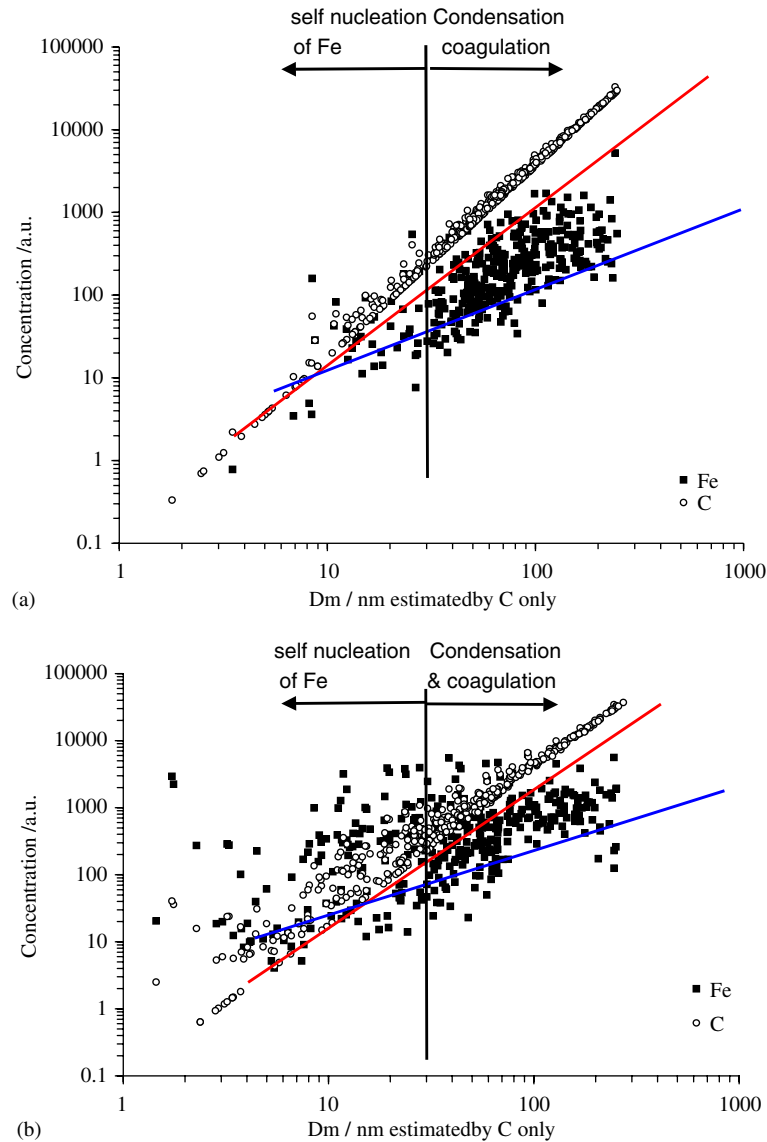 self nucleation Condensation
of Fe coagulation
100000
10000
1000
100
10
1
0.1
Concentration /a.u.
Fe
C
1 10 100 1000
(a) Dm / nm estimatedby C only
self nucleation Condensation
of Fe & coagulation
100000
10000
1000
100
10
1
0.1
Concentration /a.u.
Fe
C
1 10 100 1000
(b) Dm / nm estimatedby C only